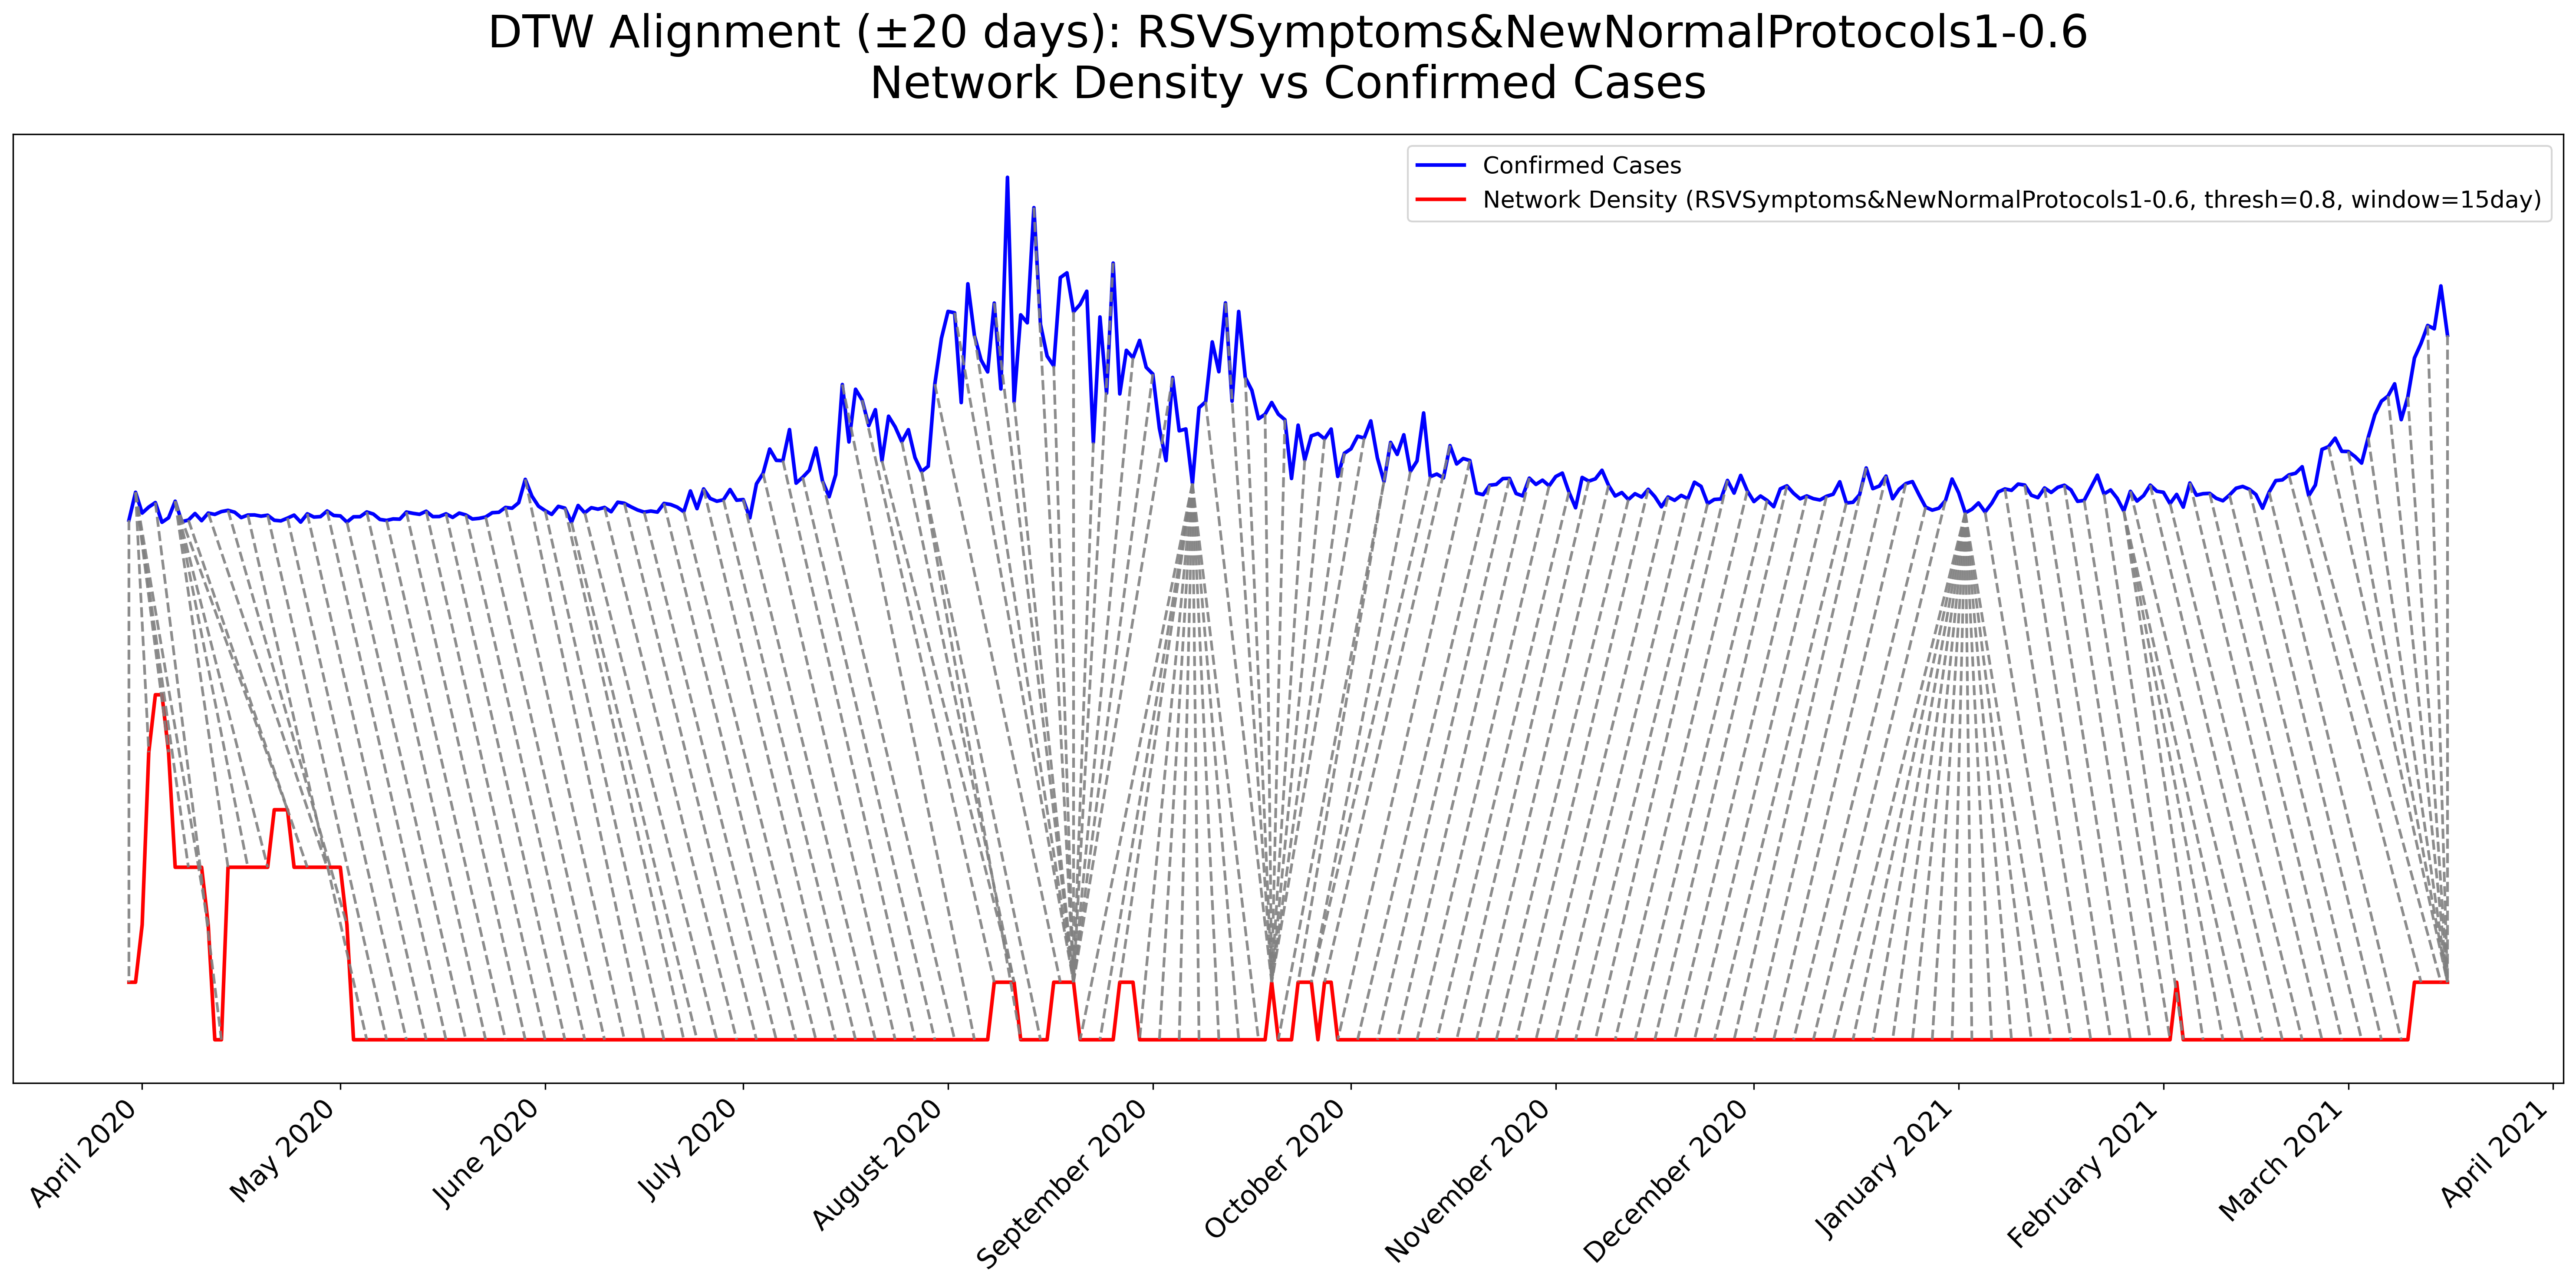 DTW Alignment (±20 days): RSVSymptoms&NewNormalProtocols1-0.6
Network Density vs Confirmed Cases
Confirmed Cases
Network Density (RSVSymptoms&NewNormalProtocols1-0.6, thresh=0.8, window=15day)
April 2020
May 2020
June 2020
July 2020
August 2020
September 2020
October 2020
November 2020
December 2020
January 2021
February 2021
March 2021
April 2021